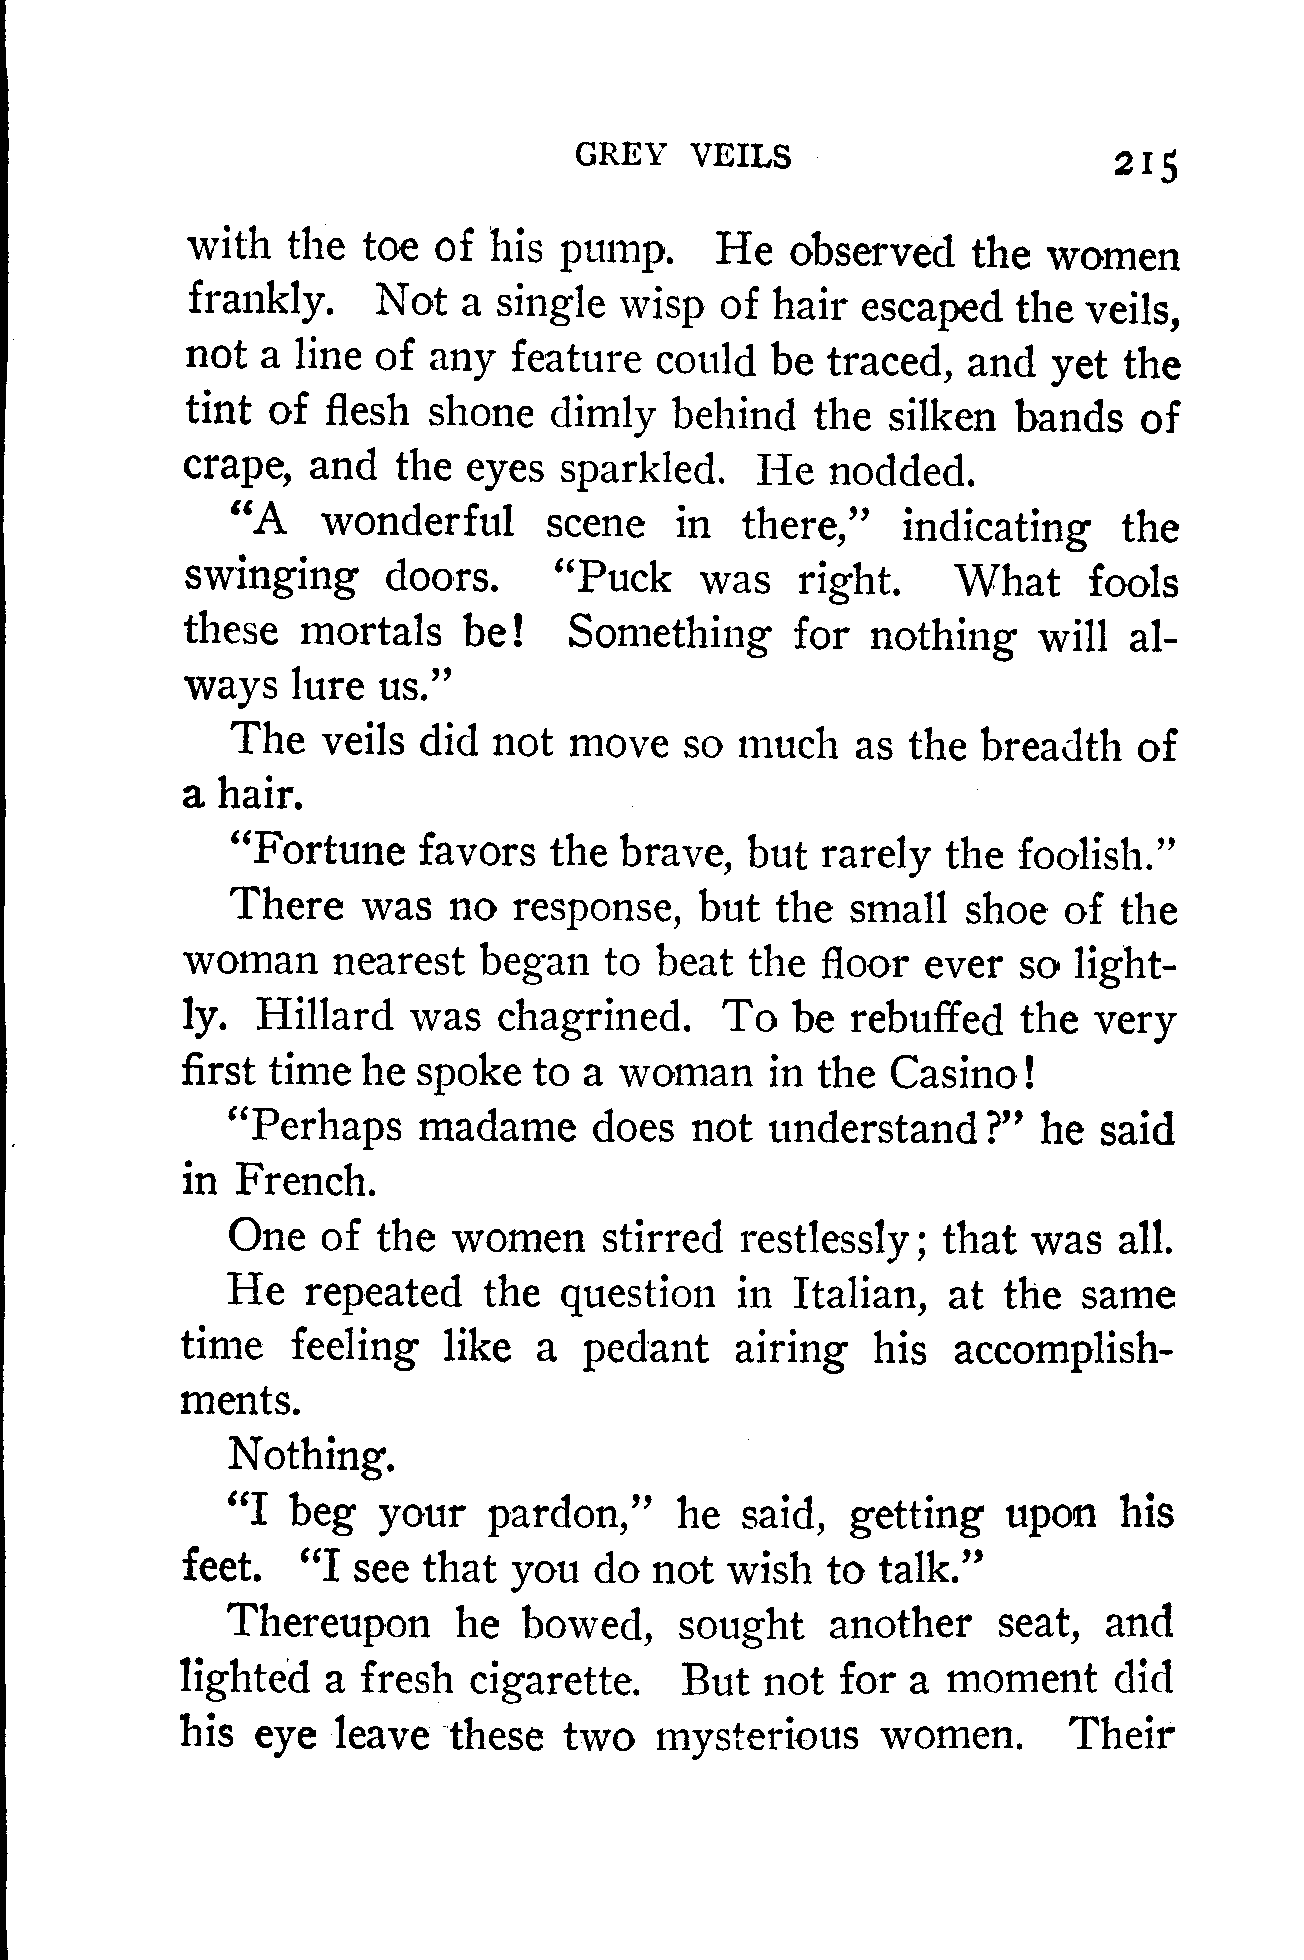 GREY VEILS 215
with the toe of his pump. He observed the women
frankly. Not a single wisp of hair escaped the veils,
not a line of any feature could be traced, and yet the
tint of flesh shone dimly behind the silken bands of
crape, and the eyes sparkled. He nodded.
“A wonderful scene in there,” indicating the
swinging doors. “Puck was right. What fools
these mortals be! Something for nothing will al-
ways lure us.”
The veils did not move so much as the breadth of
a hair.
“Fortune favors the brave, but rarely the foolish.”
There was no response, but the small shoe of the
woman nearest began to beat the floor ever so light-
ly. Hillard was chagrined. To be rebuffed the very
first time he spoke to a woman in the Casino!
“Perhaps madame does not understand?” he said
in French.
One of the women stirred restlessly; that was all.
He repeated the question in Italian, at the same
time feeling like a pedant airing his accomplish-
ments.
Nothing.
“I beg your pardon,” he said, getting upon his
feet. “I see that you do not wish to talk.”
Thereupon he bowed, sought another seat, and
lighted a fresh cigarette. But not for a moment did
his eye leave these two mysterious women. Their